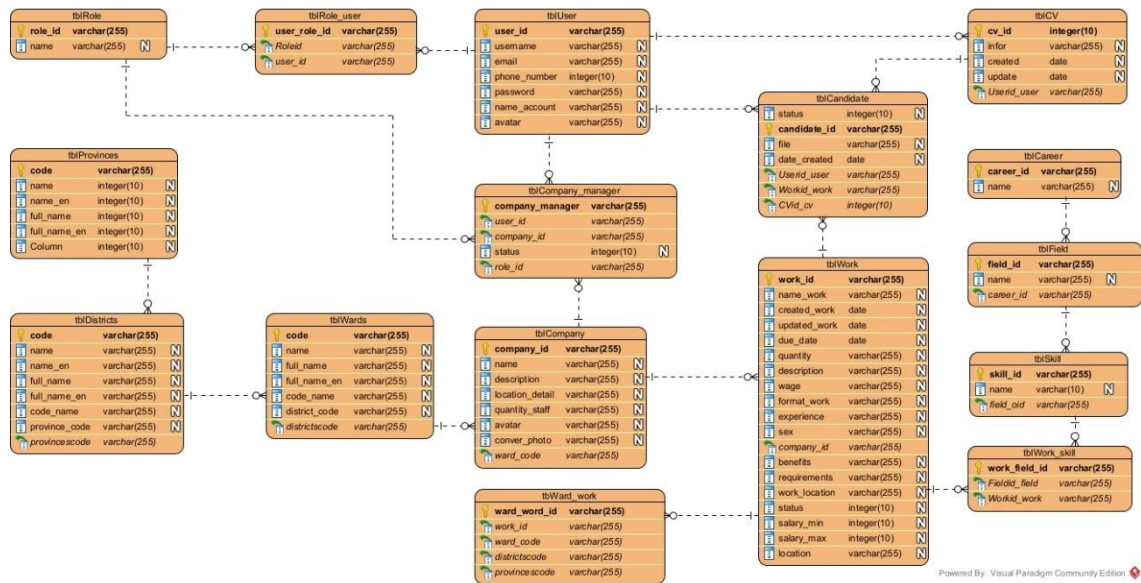 tblRole
role_id varchar(255)
name varchar(255) N
tblRole_user
user_role_id varchar(255)
Roleid varchar(255)
user_id varchar(255)
tblUser
user_id varchar(255)
username varchar(255) N
email varchar(255) N
phone_number integer(10) N
password varchar(255) N
name_account varchar(255) N
avatar varchar(255) N
tblCV
cv_id integer(10)
infor varchar(255) N
created date N
update date N
Userid_user varchar(255)
tblCandidate
status integer(10) N
candidate_id varchar(255)
file varchar(255) N
date_created date N
Userid_user varchar(255)
Workid_work varchar(255)
CVid_cv integer(10)
tblProvinces
code varchar(255)
name integer(10) N
name_en integer(10) N
full_name integer(10) N
full_name_en integer(10) N
Column integer(10) N
tblCompany_manager
company_manager varchar(255)
user_id varchar(255)
company_id varchar(255)
status integer(10) N
role_id varchar(255)
tblCareer
career_id varchar(255)
name varchar(255) N
tblField
field_id varchar(255)
name varchar(255) N
career_id varchar(255)
tblWork
work_id varchar(255)
name_work varchar(255) N
created_work date N
updated_work date N
due_date date N
quantity varchar(255) N
description varchar(255) N
wage varchar(255) N
format_work varchar(255) N
experience varchar(255) N
sex varchar(255) N
company_id varchar(255)
benefits varchar(255) N
requirements varchar(255) N
work_location varchar(255) N
status integer(10) N
salary_min integer(10) N
salary_max integer(10) N
location varchar(255) N
tblDistricts
code varchar(255)
name varchar(255) N
name_en varchar(255) N
full_name varchar(255) N
full_name_en varchar(255) N
code_name varchar(255) N
province_code varchar(255) N
provincescode varchar(255)
tblWards
code varchar(255)
name varchar(255) N
full_name varchar(255) N
full_name_en varchar(255) N
code_name varchar(255) N
district_code varchar(255) N
districtscode varchar(255)
tblCompany
company_id varchar(255)
name varchar(255) N
description varchar(255) N
location_detail varchar(255) N
quantity_staff varchar(255) N
avatar varchar(255) N
conver_photo varchar(255) N
ward_code varchar(255)
tblSkill
skill_id varchar(255)
name varchar(10) N
field_oid varchar(255)
tblWork_skill
work_field_id varchar(255)
Fieldid_field varchar(255)
Workid_work varchar(255)
tbWard_work
ward_word_id varchar(255)
work_id varchar(255)
ward_code varchar(255)
districtscode varchar(255)
provincescode varchar(255)
Powered By Visual Paradigm Community Edition